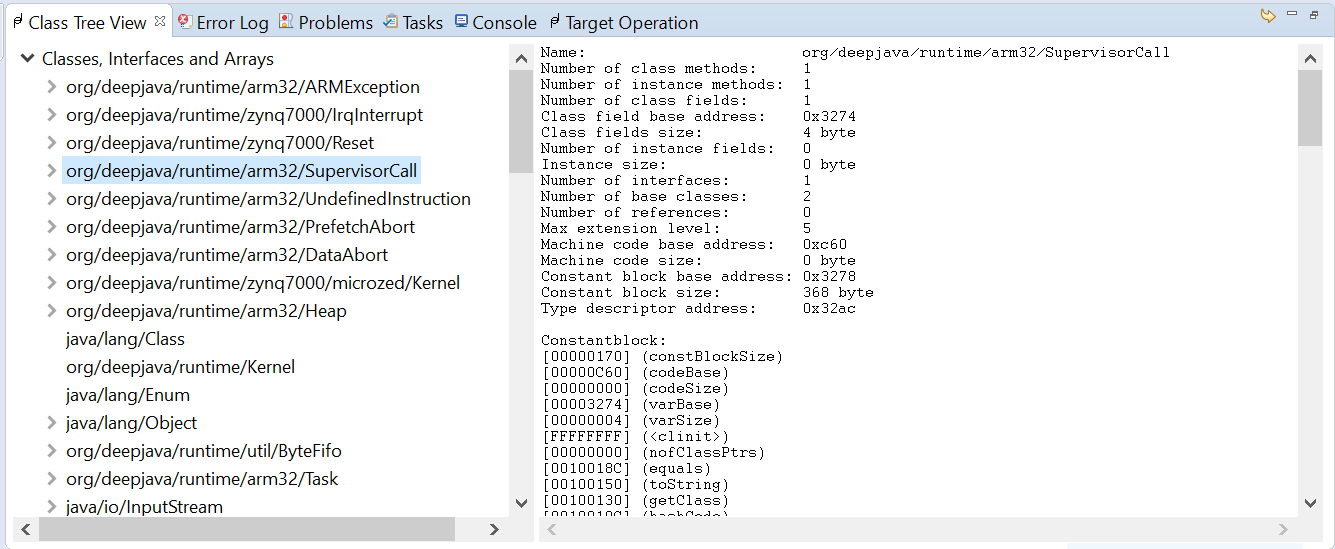 Class Tree View Error Log Problems Tasks Console Target Operation
Classes, Interfaces and Arrays
org/deepjava/runtime/arm32/ARMException
org/deepjava/runtime/zynq7000/IrqInterrupt
org/deepjava/runtime/zynq7000/Reset
org/deepjava/runtime/arm32/SupervisorCall
org/deepjava/runtime/arm32/UndefinedInstruction
org/deepjava/runtime/arm32/PrefetchAbort
org/deepjava/runtime/arm32/DataAbort
org/deepjava/runtime/zynq7000/microzed/Kernel
org/deepjava/runtime/arm32/Heap
java/lang/Class
org/deepjava/runtime/Kernel
java/lang/Enum
java/lang/Object
org/deepjava/runtime/util/ByteFifo
org/deepjava/runtime/arm32/Task
java/io/InputStream
Name: org/deepjava/runtime/arm32/SupervisorCall
Number of class methods: 1
Number of instance methods: 1
Number of class fields: 1
Class field base address: 0x3274
Class fields size: 4 byte
Number of instance fields: 0
Instance size: 0 byte
Number of interfaces: 1
Number of base classes: 2
Number of references: 0
Max extension level: 5
Machine code base address: 0xc60
Machine code size: 0 byte
Constant block base address: 0x3278
Constant block size: 368 byte
Type descriptor address: 0x32ac
Constantblock:
[00000170] (constBlockSize)
[00000C60] (codeBase)
[00000000] (codeSize)
[00003274] (varBase)
[00000004] (varSize)
[FFFFFFFF] (<clinit>)
[00000000] (nofClassPtrs)
[0010018C] (equals)
[00100150] (toString)
[00100130] (getClass)